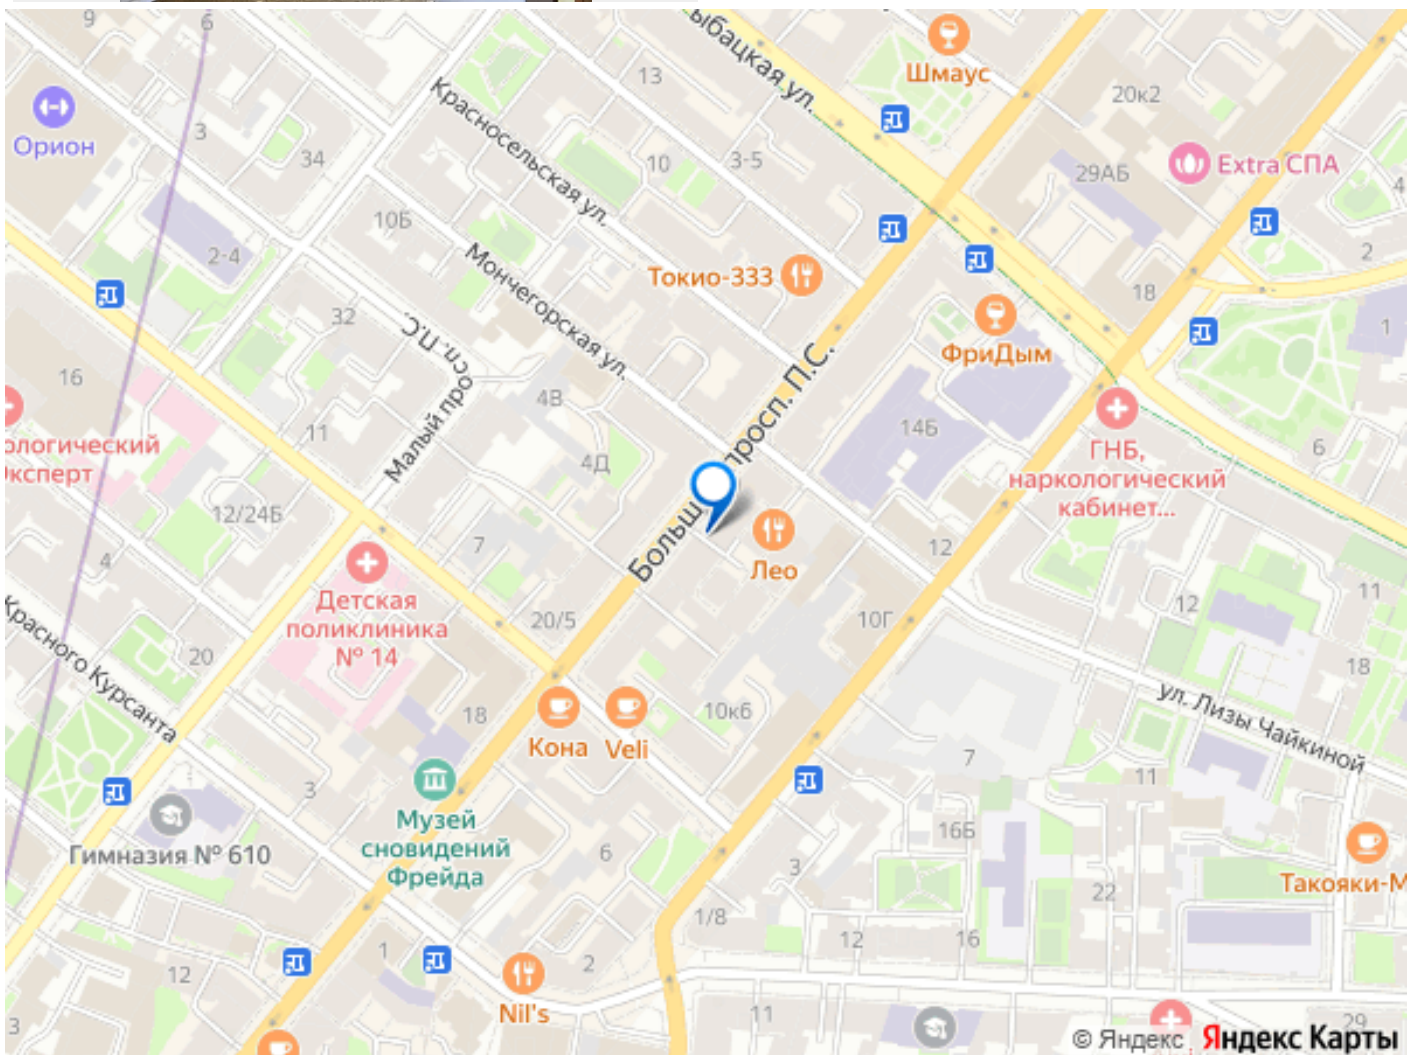 9
6
Шмаус
ыбацкая ул.
13
20к2
Орион
3
34
Красносельская ул.
10
3-5
29АБ
Extra СПА
4
10Б
2-4
Мончегорская ул.
Токио-333
2
18
32
Малый просп. П.С.
ФриДым
1
16
4В
Большой просп. П.С.
14Б
11
4Д
ГНБ,
наркологический
кабинет...
6
ологический
Эксперт
12/24Б
7
12
Лео
4
Детская
поликлиника
№ 14
20/5
10Г
12
11
Красного Курсанта
20
18
18
10к6
ул. Лизы Чайкиной
Кона
Veli
7
11
3
Музей
сновидений
Фрейда
16Б
Гимназия № 610
6
3
22
Такояки-М
1/8
12
16
1
2
12
Nil's
11
3
29
© Яндекс Яндекс Карты